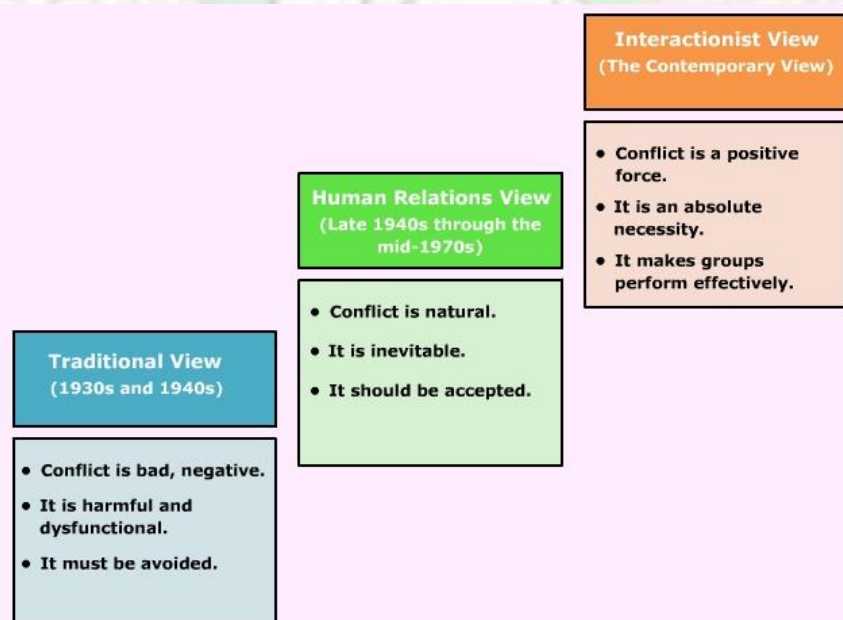 Interactionist View
(The Contemporary View)
• Conflict is a positive
force.
• It is an absolute
necessity.
• It makes groups
perform effectively.
Human Relations View
(Late 1940s through the
mid-1970s)
• Conflict is natural.
• It is inevitable.
• It should be accepted.
Traditional View
(1930s and 1940s)
• Conflict is bad, negative.
• It is harmful and
dysfunctional.
• It must be avoided.